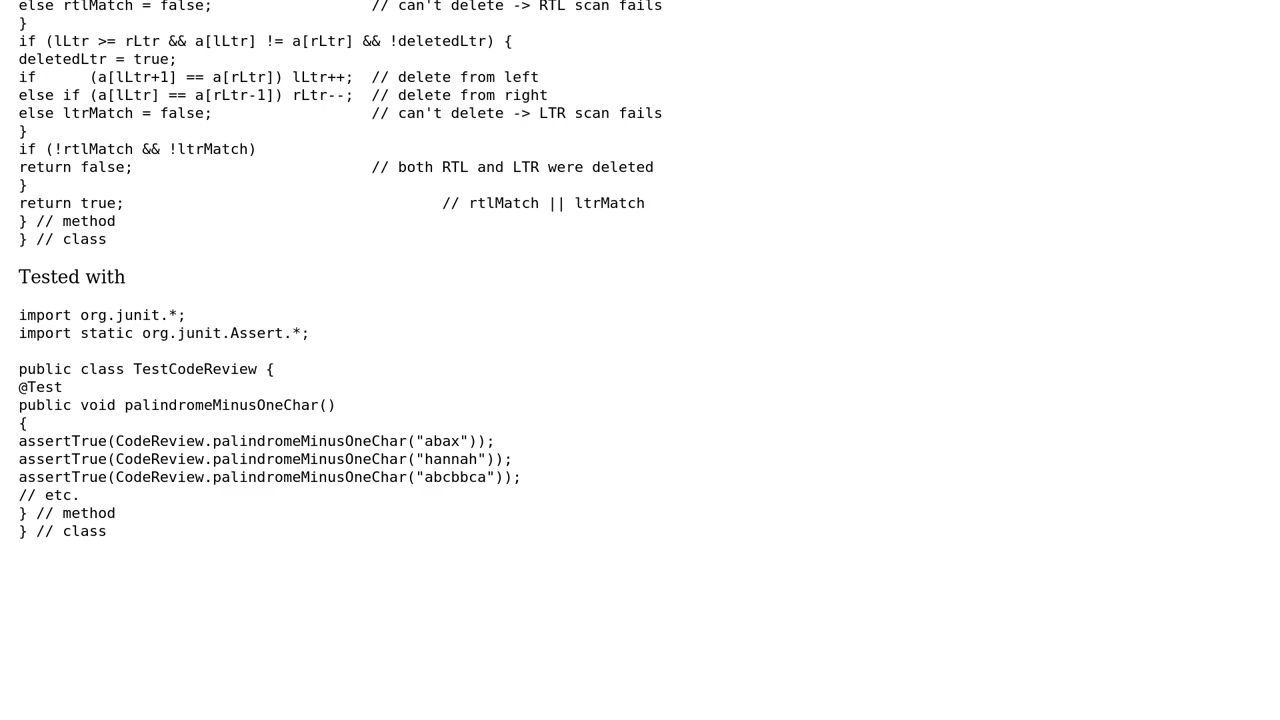 else rtlMatch = false;                  // can't delete -> RTL scan fails
}
if (lLtr >= rLtr && a[lLtr] != a[rLtr] && !deletedLtr) {
deletedLtr = true;
if      (a[lLtr+1] == a[rLtr]) lLtr++;  // delete from left
else if (a[lLtr] == a[rLtr-1]) rLtr--;  // delete from right
else ltrMatch = false;                  // can't delete -> LTR scan fails
}
if (!rtlMatch && !ltrMatch)
return false;                           // both RTL and LTR were deleted
}
return true;                                    // rtlMatch || ltrMatch
} // method
} // class
Tested with
import org.junit.*;
import static org.junit.Assert.*;
public class TestCodeReview {
@Test
public void palindromeMinusOneChar()
{
assertTrue(CodeReview.palindromeMinusOneChar("abax"));
assertTrue(CodeReview.palindromeMinusOneChar("hannah"));
assertTrue(CodeReview.palindromeMinusOneChar("abcbbca"));
// etc.
} // method
} // class